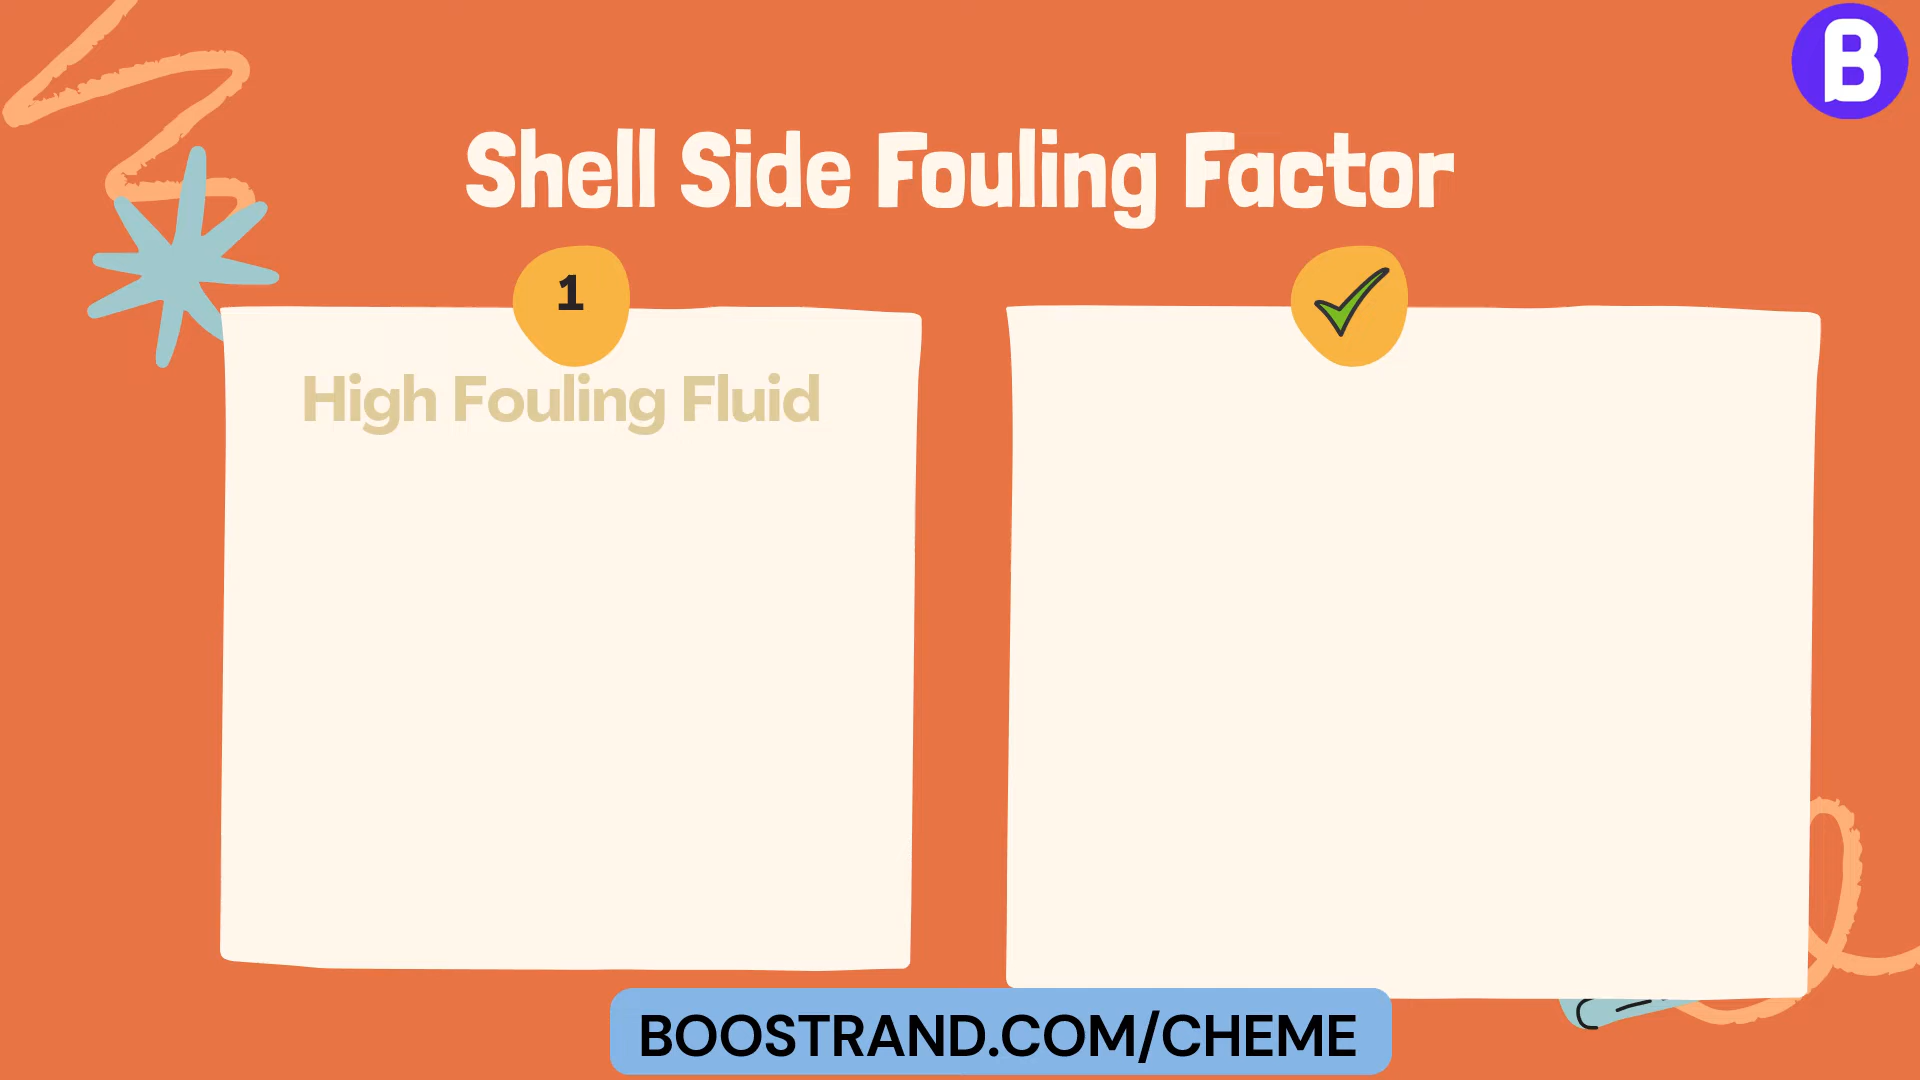 B
Shell Side Fouling Factor
1
High Fouling Fluid
BOOSTRAND.COM/CHEME